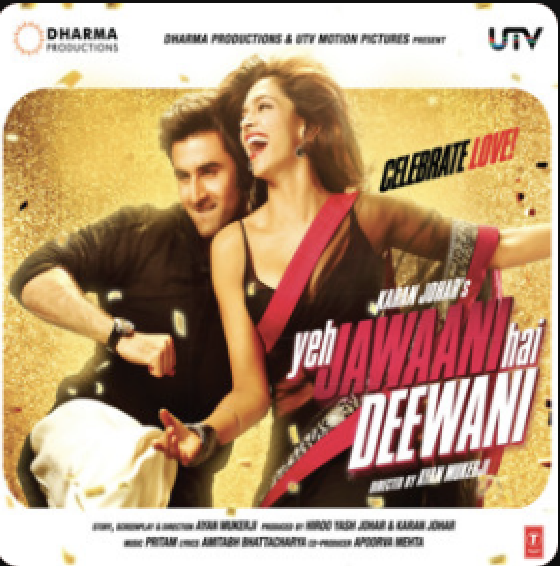 DHARMA
PRODUCTIONS
DHARMA PRODUCTIONS & UTV MOTION PICTURES PRESENT
UTV
CELEBRATE LOVE!
KARAN JOHAR'S
yeh JAWAANI hai
DEEWANI
DIRECTED BY AYAN MUKERJI
STORY, SCREENPLAY & DIRECTION AYAN MUKERJI PRODUCED BY HIROO YASH JOHAR & KARAN JOHAR
MUSIC PRITAM LYRICS AMITABH BHATTACHARYA CO-PRODUCER APOORVA MEHTA
T